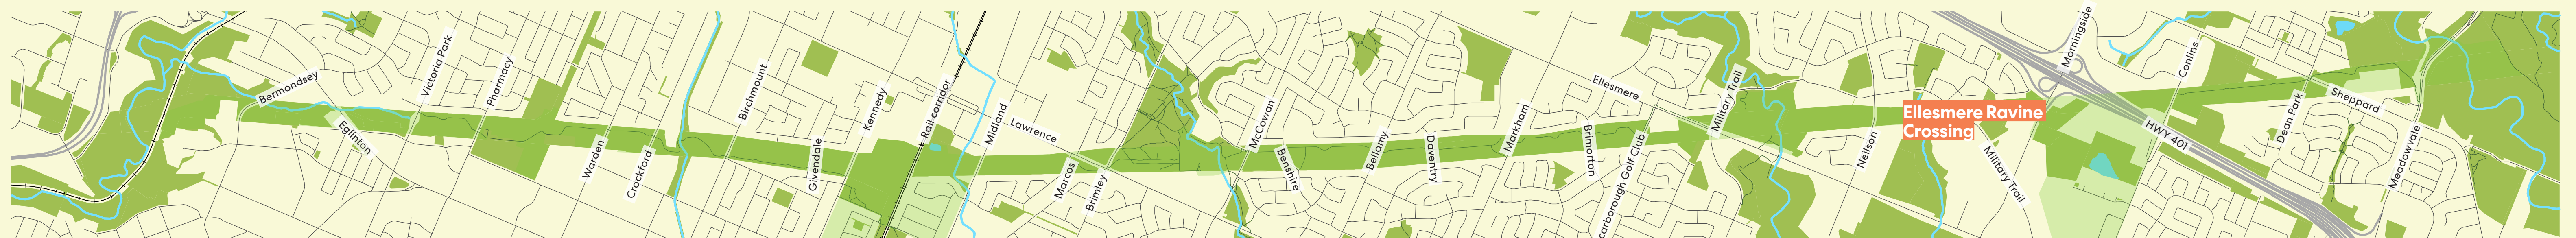 Bermondsey
Eglinton
Victoria Park
Pharmacy
Warden
Crockford
Birchmount
Givendale
Kennedy
Rail corridor
Midland
Lawrence
Marcos
Brimley
McCowan
Benshire
Bellamy
Daventry
Markham
Brimorton
Ellesmere
carborough Golf Club
Military Trail
Neilson
Ellesmere Ravine
Crossing
Military Trail
Morningside
HWY 401
Conlins
Dean Park
Sheppard
Meadowvale